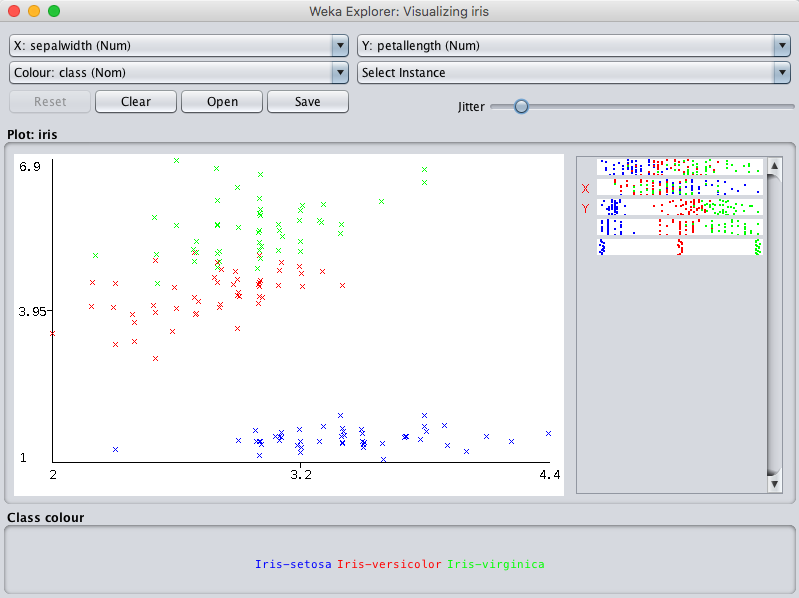 Weka Explorer: Visualizing iris
X: sepalwidth (Num) Y: petallength (Num)
Colour: class (Nom) Select Instance
Reset Clear Open Save Jitter
Plot: iris
6.9
3.95
1
2 3.2 4.4
X
Y
Class colour
Iris-setosa Iris-versicolor Iris-virginica